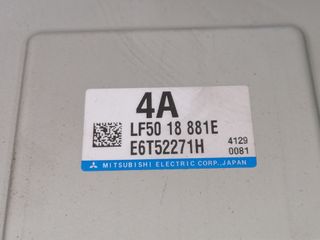 4A
LF50 18 881E
E6T52271H
4129
0081
MITSUBISHI ELECTRIC CORP., JAPAN